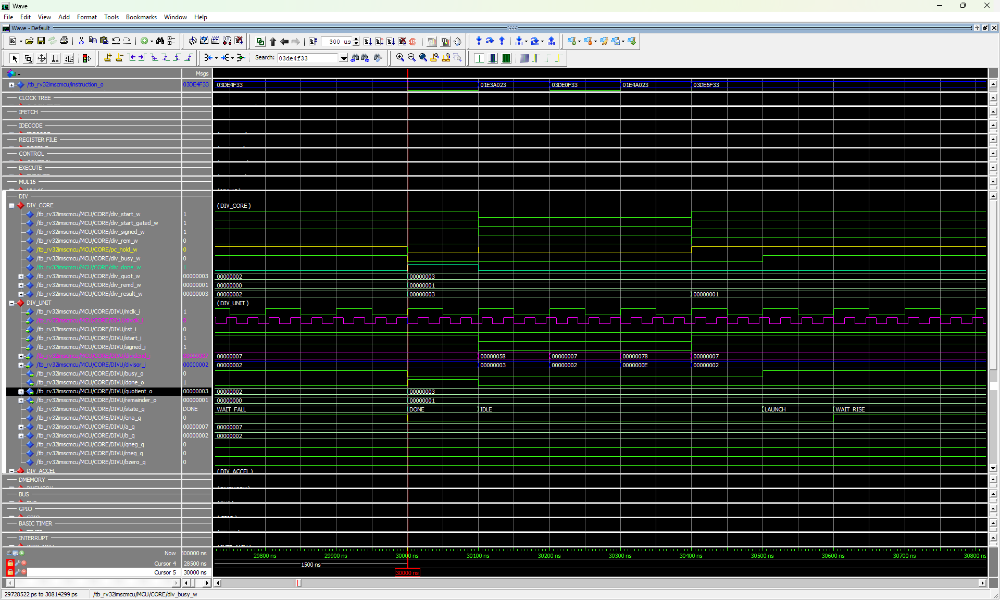 Wave
File Edit View Add Format Tools Bookmarks Window Help
Wave - Default
300 us
Search: 03de4f33
Msgs
/tb_rv32imscmcu/instruction_o 03DE4F33 03DE4F33 01E3A023 03DE0F33 01E4A023 03DE6F33
CLOCK TREE
IFETCH
IDECODE
REGISTER FILE
CONTROL
EXECUTE
MUL16
DIV
DIV_CORE (DIV_CORE)
/tb_rv32imscmcu/MCU/CORE/div_start_w 1
/tb_rv32imscmcu/MCU/CORE/div_start_gated_w 1
/tb_rv32imscmcu/MCU/CORE/div_signed_w 1
/tb_rv32imscmcu/MCU/CORE/div_rem_w 0
/tb_rv32imscmcu/MCU/CORE/pc_hold_w 0
/tb_rv32imscmcu/MCU/CORE/div_busy_w 0
/tb_rv32imscmcu/MCU/CORE/div_done_w 1
/tb_rv32imscmcu/MCU/CORE/div_quot_w 00000003 00000002 00000003
/tb_rv32imscmcu/MCU/CORE/div_remd_w 00000001 00000000 00000001
/tb_rv32imscmcu/MCU/CORE/div_result_w 00000003 00000002 00000003 00000001
DIV_UNIT (DIV_UNIT)
/tb_rv32imscmcu/MCU/CORE/DIVU/mclk_i 1
/tb_rv32imscmcu/MCU/CORE/DIVU/divclk_i 0
/tb_rv32imscmcu/MCU/CORE/DIVU/rst_i 0
/tb_rv32imscmcu/MCU/CORE/DIVU/start_i 1
/tb_rv32imscmcu/MCU/CORE/DIVU/signed_i 1
/tb_rv32imscmcu/MCU/CORE/DIVU/dividend_i 00000007 00000007 00000058 00000007 00000078 00000007
/tb_rv32imscmcu/MCU/CORE/DIVU/divisor_i 00000002 00000002 00000003 00000002 0000000E 00000002
/tb_rv32imscmcu/MCU/CORE/DIVU/busy_o 0
/tb_rv32imscmcu/MCU/CORE/DIVU/done_o 1
/tb_rv32imscmcu/MCU/CORE/DIVU/quotient_o 00000003 00000002 00000003
/tb_rv32imscmcu/MCU/CORE/DIVU/remainder_o 00000001 00000000 00000001
/tb_rv32imscmcu/MCU/CORE/DIVU/state_q DONE WAIT_FALL DONE IDLE LAUNCH WAIT_RISE
/tb_rv32imscmcu/MCU/CORE/DIVU/ena_q 0
/tb_rv32imscmcu/MCU/CORE/DIVU/a_q 00000007 00000007
/tb_rv32imscmcu/MCU/CORE/DIVU/b_q 00000002 00000002
/tb_rv32imscmcu/MCU/CORE/DIVU/qneg_q 0
/tb_rv32imscmcu/MCU/CORE/DIVU/rneg_q 0
/tb_rv32imscmcu/MCU/CORE/DIVU/bzero_q 0
DIV_ACCEL (DIV_ACCEL)
DMEMORY
BUS
GPIO
BASIC TIMER
INTERRUPT
Now 300000 ns 29800 ns 29900 ns 30000 ns 30100 ns 30200 ns 30300 ns 30400 ns 30500 ns 30600 ns 30700 ns 30800 ns
Cursor 4 28500 ns 1500 ns
Cursor 5 30000 ns 30000 ns
29728522 ps to 30814299 ps /tb_rv32imscmcu/MCU/CORE/div_busy_w